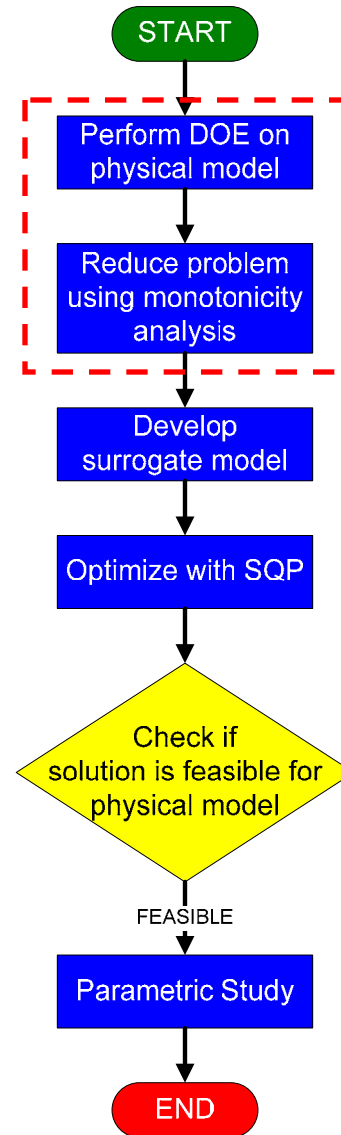 START
Perform DOE on
physical model
Reduce problem
using monotonicity
analysis
Develop
surrogate model
Optimize with SQP
Check if
solution is feasible for
physical model
FEASIBLE
Parametric Study
END